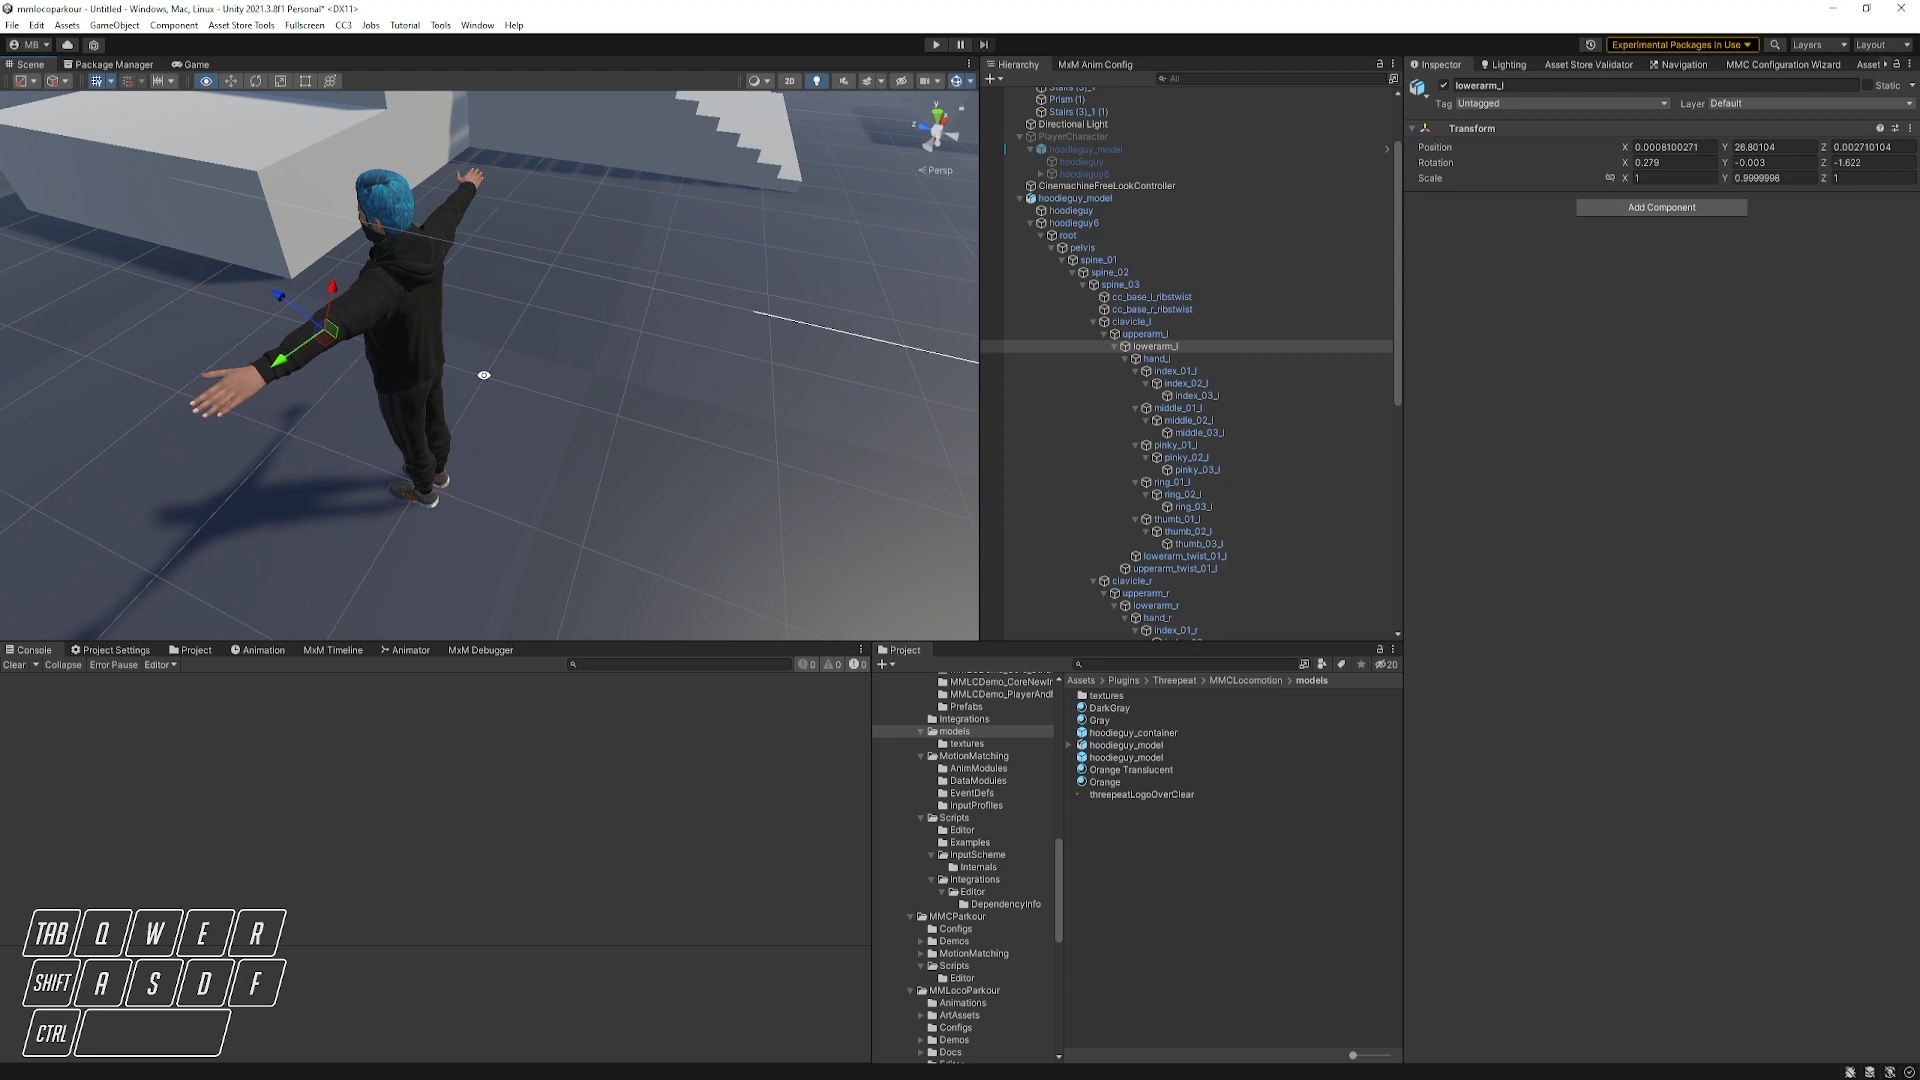 mmlocoparkour - Untitled - Windows, Mac, Linux - Unity 2021.3.8f1 Personal* <DX11>
File Edit Assets GameObject Component Asset Store Tools Fullscreen CC3 Jobs Tutorial Tools Window Help
MB
Experimental Packages In Use
Layers
Layout
Scene Package Manager Game
2D
Persp
y
x
z
Hierarchy MxM Anim Config
All
Stairs (3)_1
Prism (1)
Stairs (3)_1 (1)
Directional Light
PlayerCharacter
hoodieguy_model
hoodieguy
hoodieguy6
CinemachineFreeLookController
hoodieguy_model
hoodieguy
hoodieguy6
root
pelvis
spine_01
spine_02
spine_03
cc_base_l_ribstwist
cc_base_r_ribstwist
clavicle_l
upperarm_l
lowerarm_l
hand_l
index_01_l
index_02_l
index_03_l
middle_01_l
middle_02_l
middle_03_l
pinky_01_l
pinky_02_l
pinky_03_l
ring_01_l
ring_02_l
ring_03_l
thumb_01_l
thumb_02_l
thumb_03_l
lowerarm_twist_01_l
upperarm_twist_01_l
clavicle_r
upperarm_r
lowerarm_r
hand_r
index_01_r
Inspector Lighting Asset Store Validator Navigation MMC Configuration Wizard Asset
lowerarm_l
Static
Tag Untagged Layer Default
Transform
Position X 0.0008100271 Y 26.80104 Z 0.002710104
Rotation X 0.279 Y -0.003 Z -1.622
Scale X 1 Y 0.9999998 Z 1
Add Component
Console Project Settings Project Animation MxM Timeline Animator MxM Debugger
Clear Collapse Error Pause Editor
0 0 0
TAB Q W E R
SHIFT A S D F
CTRL
Project
20
MMLCDemo_CoreNewIr
MMLCDemo_PlayerAndI
Prefabs
Integrations
models
textures
MotionMatching
AnimModules
DataModules
EventDefs
InputProfiles
Scripts
Editor
Examples
InputScheme
Internals
Integrations
Editor
DependencyInfo
MMCParkour
Configs
Demos
MotionMatching
Scripts
Editor
MMLocoParkour
Animations
ArtAssets
Configs
Demos
Docs
Assets > Plugins > Threepeat > MMCLocomotion > models
textures
DarkGray
Gray
hoodieguy_container
hoodieguy_model
hoodieguy_model
Orange Translucent
Orange
threepeatLogoOverClear